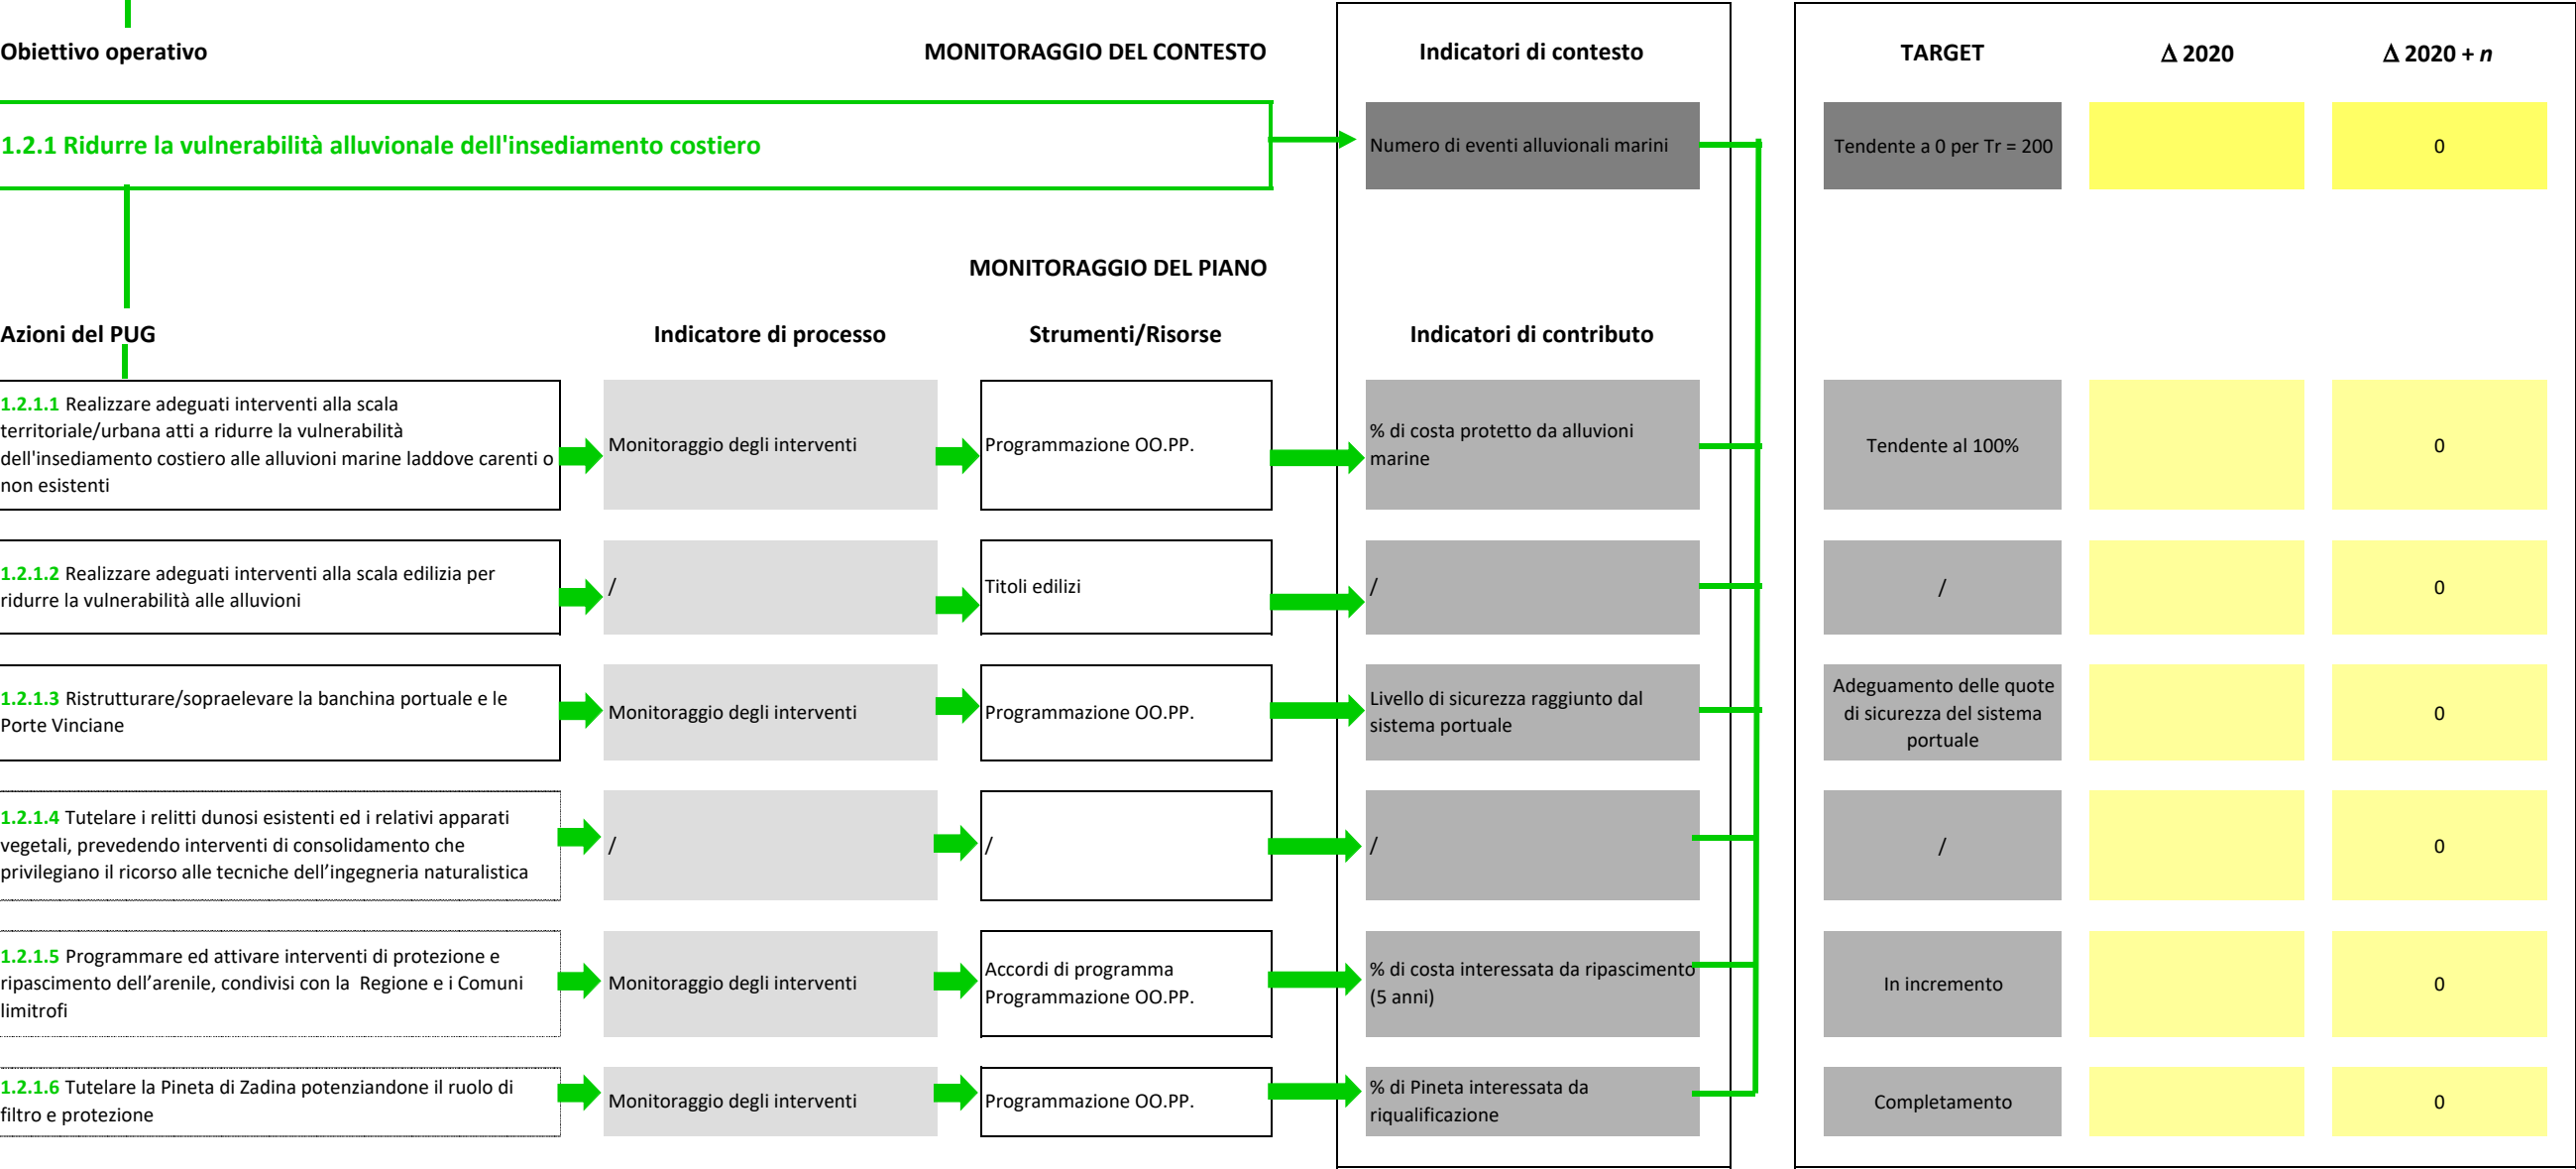 Obiettivo operativo
MONITORAGGIO DEL CONTESTO
Indicatori di contesto
TARGET
Δ 2020
Δ 2020 + n
1.2.1 Ridurre la vulnerabilità alluvionale dell'insediamento costiero
Numero di eventi alluvionali marini
Tendente a 0 per Tr = 200
0
MONITORAGGIO DEL PIANO
Azioni del PUG
Indicatore di processo
Strumenti/Risorse
Indicatori di contributo
1.2.1.1 Realizzare adeguati interventi alla scala
territoriale/urbana atti a ridurre la vulnerabilità
dell'insediamento costiero alle alluvioni marine laddove carenti o
non esistenti
Monitoraggio degli interventi
Programmazione OO.PP.
% di costa protetto da alluvioni
marine
Tendente al 100%
0
1.2.1.2 Realizzare adeguati interventi alla scala edilizia per
ridurre la vulnerabilità alle alluvioni
/
Titoli edilizi
/
/
0
1.2.1.3 Ristrutturare/sopraelevare la banchina portuale e le
Porte Vinciane
Monitoraggio degli interventi
Programmazione OO.PP.
Livello di sicurezza raggiunto dal
sistema portuale
Adeguamento delle quote
di sicurezza del sistema
portuale
0
1.2.1.4 Tutelare i relitti dunosi esistenti ed i relativi apparati
vegetali, prevedendo interventi di consolidamento che
privilegiano il ricorso alle tecniche dell’ingegneria naturalistica
/
/
/
/
0
1.2.1.5 Programmare ed attivare interventi di protezione e
ripascimento dell’arenile, condivisi con la  Regione e i Comuni
limitrofi
Monitoraggio degli interventi
Accordi di programma
Programmazione OO.PP.
% di costa interessata da ripascimento
(5 anni)
In incremento
0
1.2.1.6 Tutelare la Pineta di Zadina potenziandone il ruolo di
filtro e protezione
Monitoraggio degli interventi
Programmazione OO.PP.
% di Pineta interessata da
riqualificazione
Completamento
0